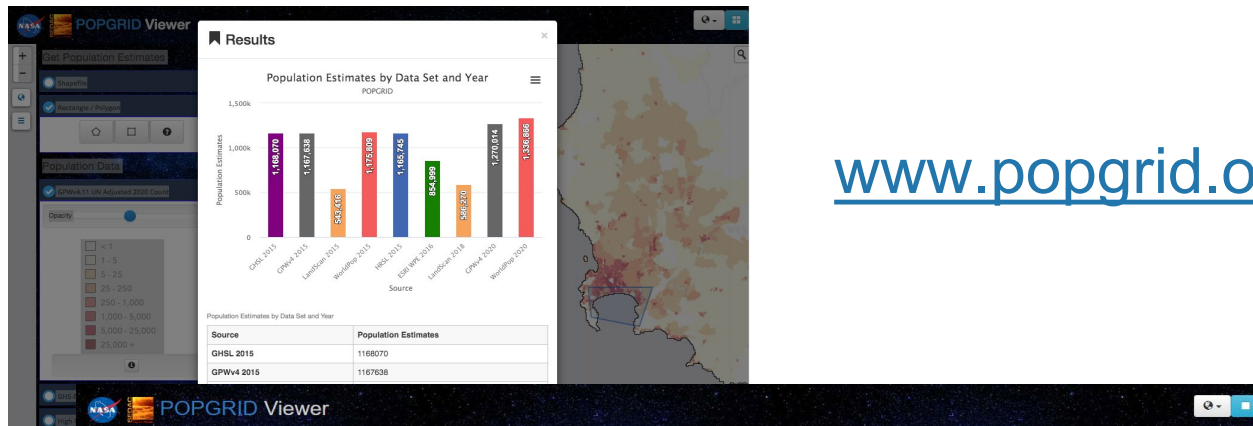 NASA
POPGRID Viewer
Get Population Estimates
Shapefile
Rectangle / Polygon
Population Data
GPWv4.11 UN Adjusted 2020 Count
Opacity
< 1
1 - 5
5 - 25
25 - 250
250 - 1,000
1,000 - 5,000
5,000 - 25,000
25,000 +
Results
×
Population Estimates by Data Set and Year
POPGRID
Population Estimates
1,500k
1,000k
500k
0
1,168,070
1,167,638
543,416
1,175,809
1,165,745
854,999
586,220
1,270,014
1,336,866
GHSL 2015
GPWv4 2015
LandScan 2015
WorldPop 2015
HRSL 2015
ESRI WPE 2016
LandScan 2018
GPWv4 2020
WorldPop 2020
Source
Population Estimates by Data Set and Year
Source Population Estimates
GHSL 2015 1168070
GPWv4 2015 1167638
www.popgrid.o
NASA
POPGRID Viewer